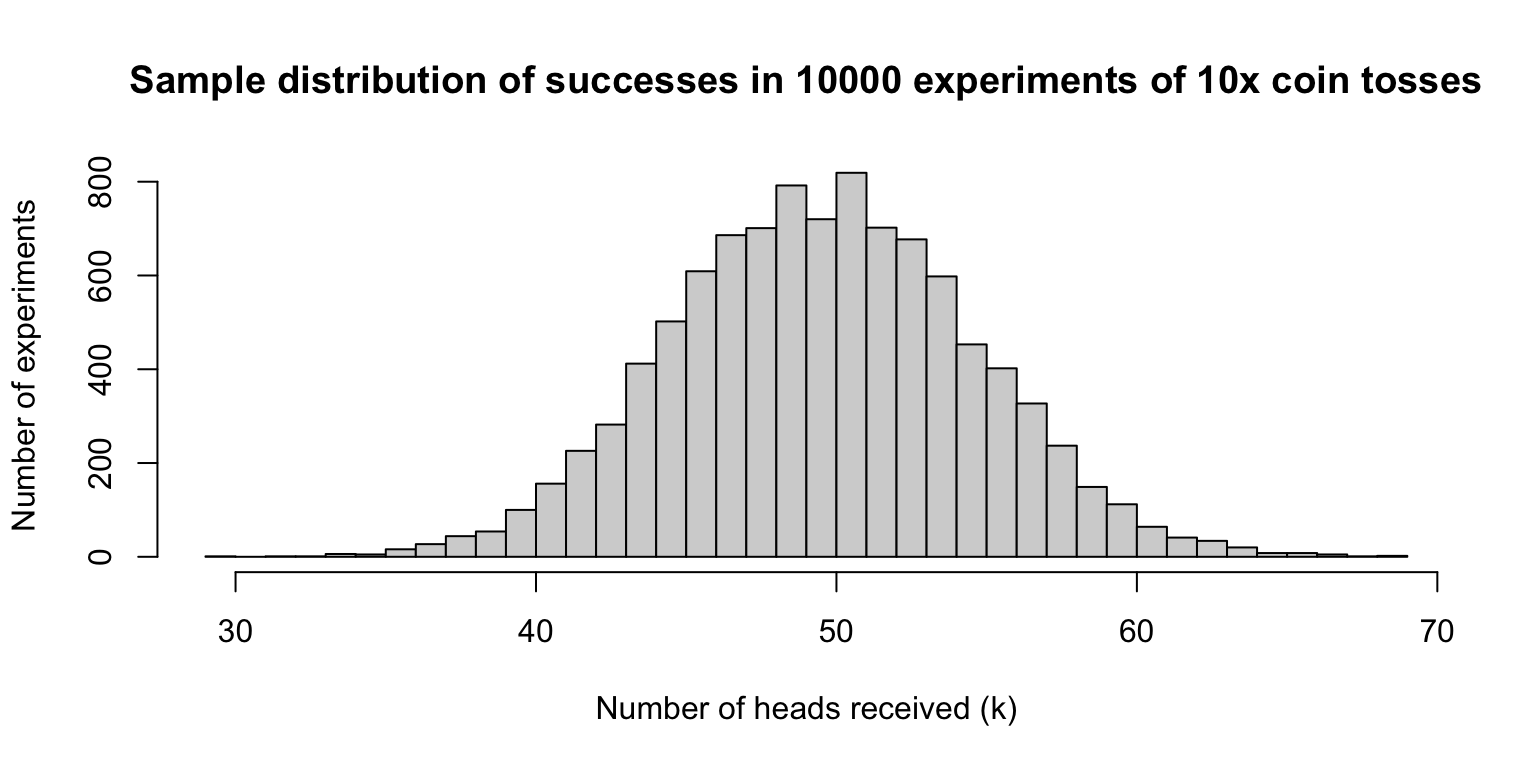 Sample distribution of successes in 10000 experiments of 10x coin tosses
Number of experiments
800
600
400
200
0
30 40 50 60 70
Number of heads received (k)